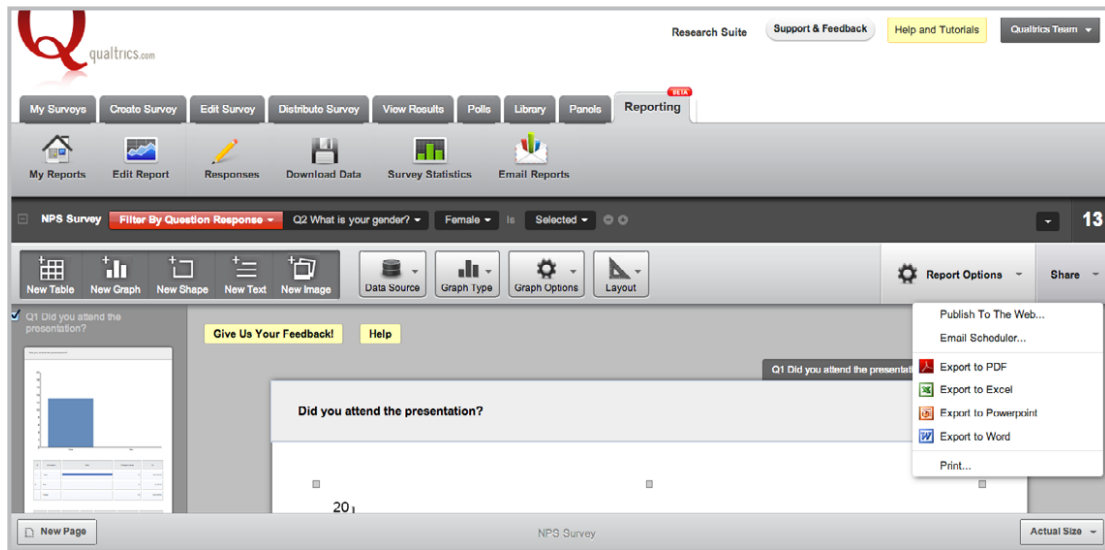 Q qualtrics.com
Research Suite Support & Feedback Help and Tutorials Qualtrics Team
BETA
My Surveys Create Survey Edit Survey Distribute Survey View Results Polls Library Panels Reporting
My Reports Edit Report Responses Download Data Survey Statistics Email Reports
NPS Survey Filter By Question Response Q2 What is your gender? Female Is Selected 13
New Table New Graph New Shape New Text New Image Data Source Graph Type Graph Options Layout Report Options Share
Q1 Did you attend the
presentation?
Give Us Your Feedback! Help
Publish To The Web...
Email Scheduler...
Export to PDF
Export to Excel
Export to Powerpoint
Export to Word
Print...
Q1 Did you attend the
Did you attend the presentation?
20
New Page NPS Survey Actual Size